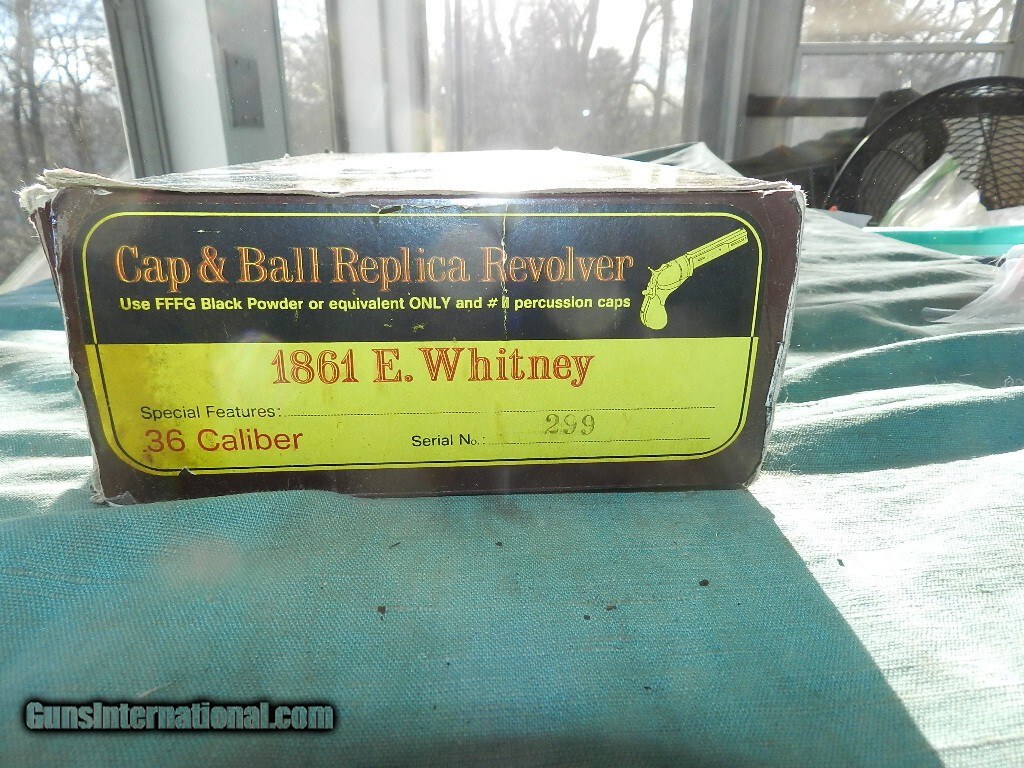 Cap & Ball Replica Revolver
Use FFFG Black Powder or equivalent ONLY and # percussion caps
1861 E. Whitney
Special Features:
.36 Caliber
Serial No.: 299
GunsInternational.com